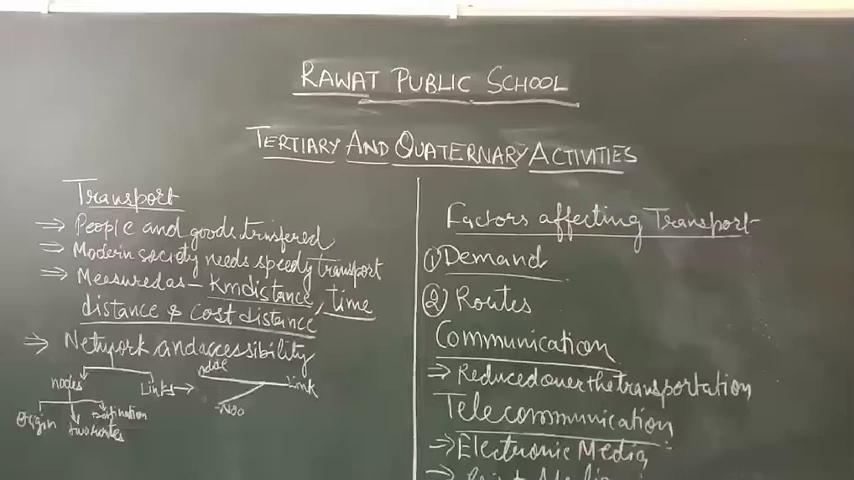 RAWAT PUBLIC SCHOOL
TERTIARY AND QUATERNARY ACTIVITIES
Transport
⇒ People and goods trinsfered
⇒ Modern society needs speedy transport
⇒ Measured as - Km distance, time
distance & cost distance
⇒ Network and accessibility
nodes
Links →
node
Link
Origin
Destination
Factors affecting Transport
① Demand
② Routes
Communication
⇒ Reduced over the transportation
Telecommunication
⇒ Electronic Media